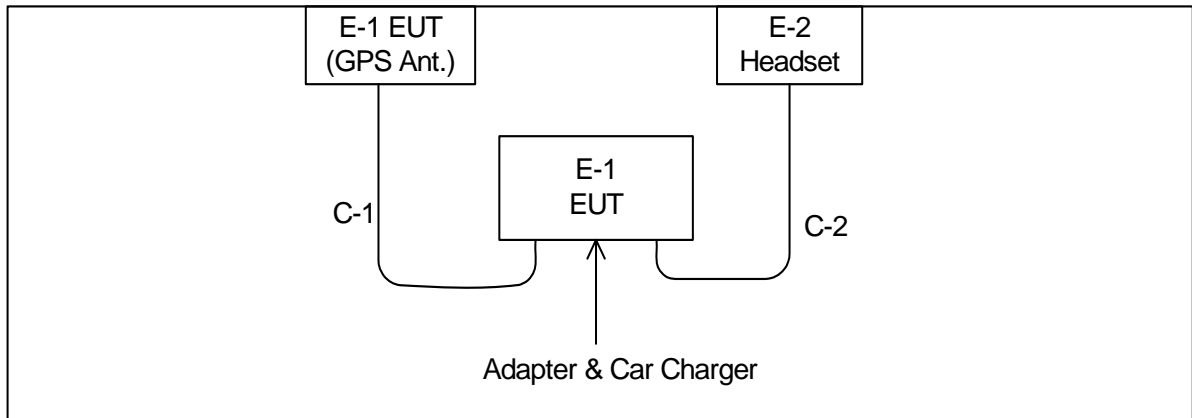 E-1 EUT
(GPS Ant.)
E-2
Headset
E-1
EUT
C-1
C-2
Adapter & Car Charger